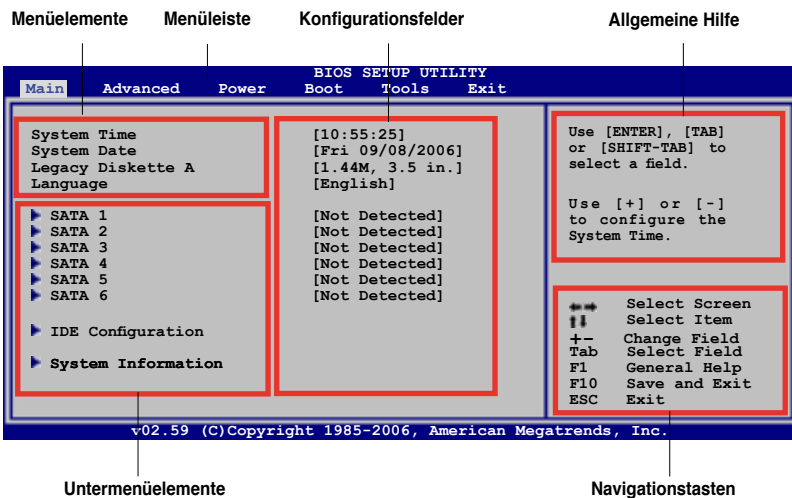 Menüelemente Menüleiste Konfigurationsfelder Allgemeine Hilfe
BIOS SETUP UTILITY
Main Advanced Power Boot Tools Exit
System Time [10:55:25]
System Date [Fri 09/08/2006]
Legacy Diskette A [1.44M, 3.5 in.]
Language [English]
SATA 1 [Not Detected]
SATA 2 [Not Detected]
SATA 3 [Not Detected]
SATA 4 [Not Detected]
SATA 5 [Not Detected]
SATA 6 [Not Detected]
IDE Configuration
System Information
Use [ENTER], [TAB]
or [SHIFT-TAB] to
select a field.
Use [+] or [-]
to configure the
System Time.
Select Screen
Select Item
+- Change Field
Tab Select Field
F1 General Help
F10 Save and Exit
ESC Exit
v02.59 (C)Copyright 1985-2006, American Megatrends, Inc.
Untermenüelemente Navigationstasten